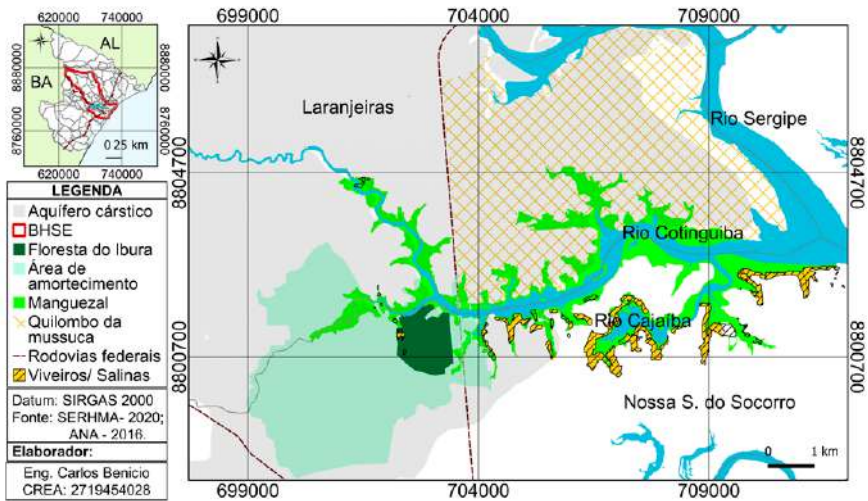 620000 740000
AL
BA
8880000
8760000
0 25 km
620000 740000
LEGENDA
Aquífero cárstico
BHSE
Floresta do Ibura
Área de
amortecimento
Manguezal
Quilombo da
mussuca
Rodovias federais
Viveiros/ Salinas
Datum: SIRGAS 2000
Fonte: SERHMA- 2020;
ANA - 2016.
Elaborador:
Eng. Carlos Benicio
CREA: 2719454028
699000 704000 709000
Laranjeiras
Rio Sergipe
8804700
8804700
Rio Cotinguiba
Rio Cajaíba
8800700
8800700
Nossa S. do Socorro
0 1 km
699000 704000 709000